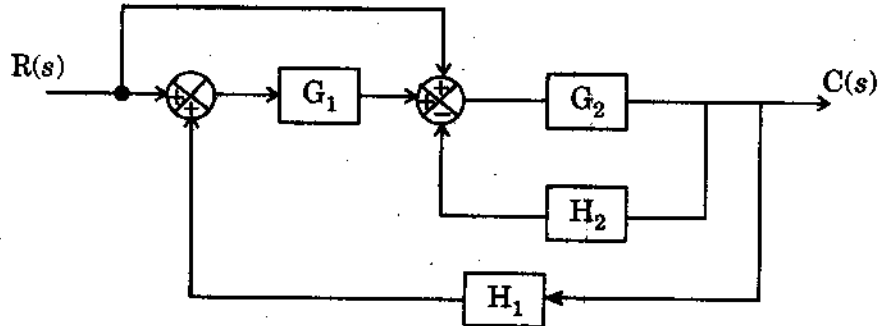 R(s)
G₁
G₂
C(s)
H₂
H₁
+
+
+
+
−